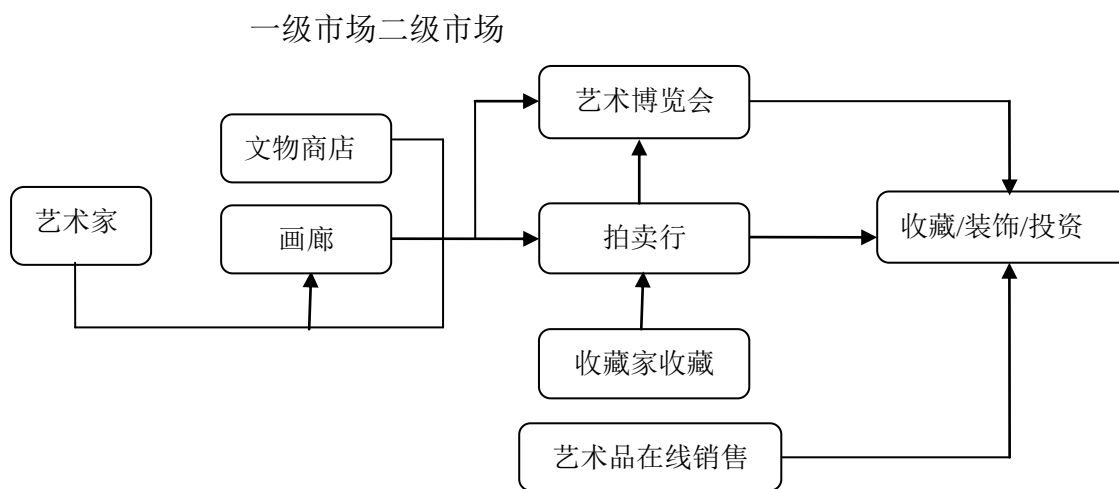 一级市场二级市场
艺术博览会
文物商店
艺术家
画廊
拍卖行
收藏/装饰/投资
收藏家收藏
艺术品在线销售